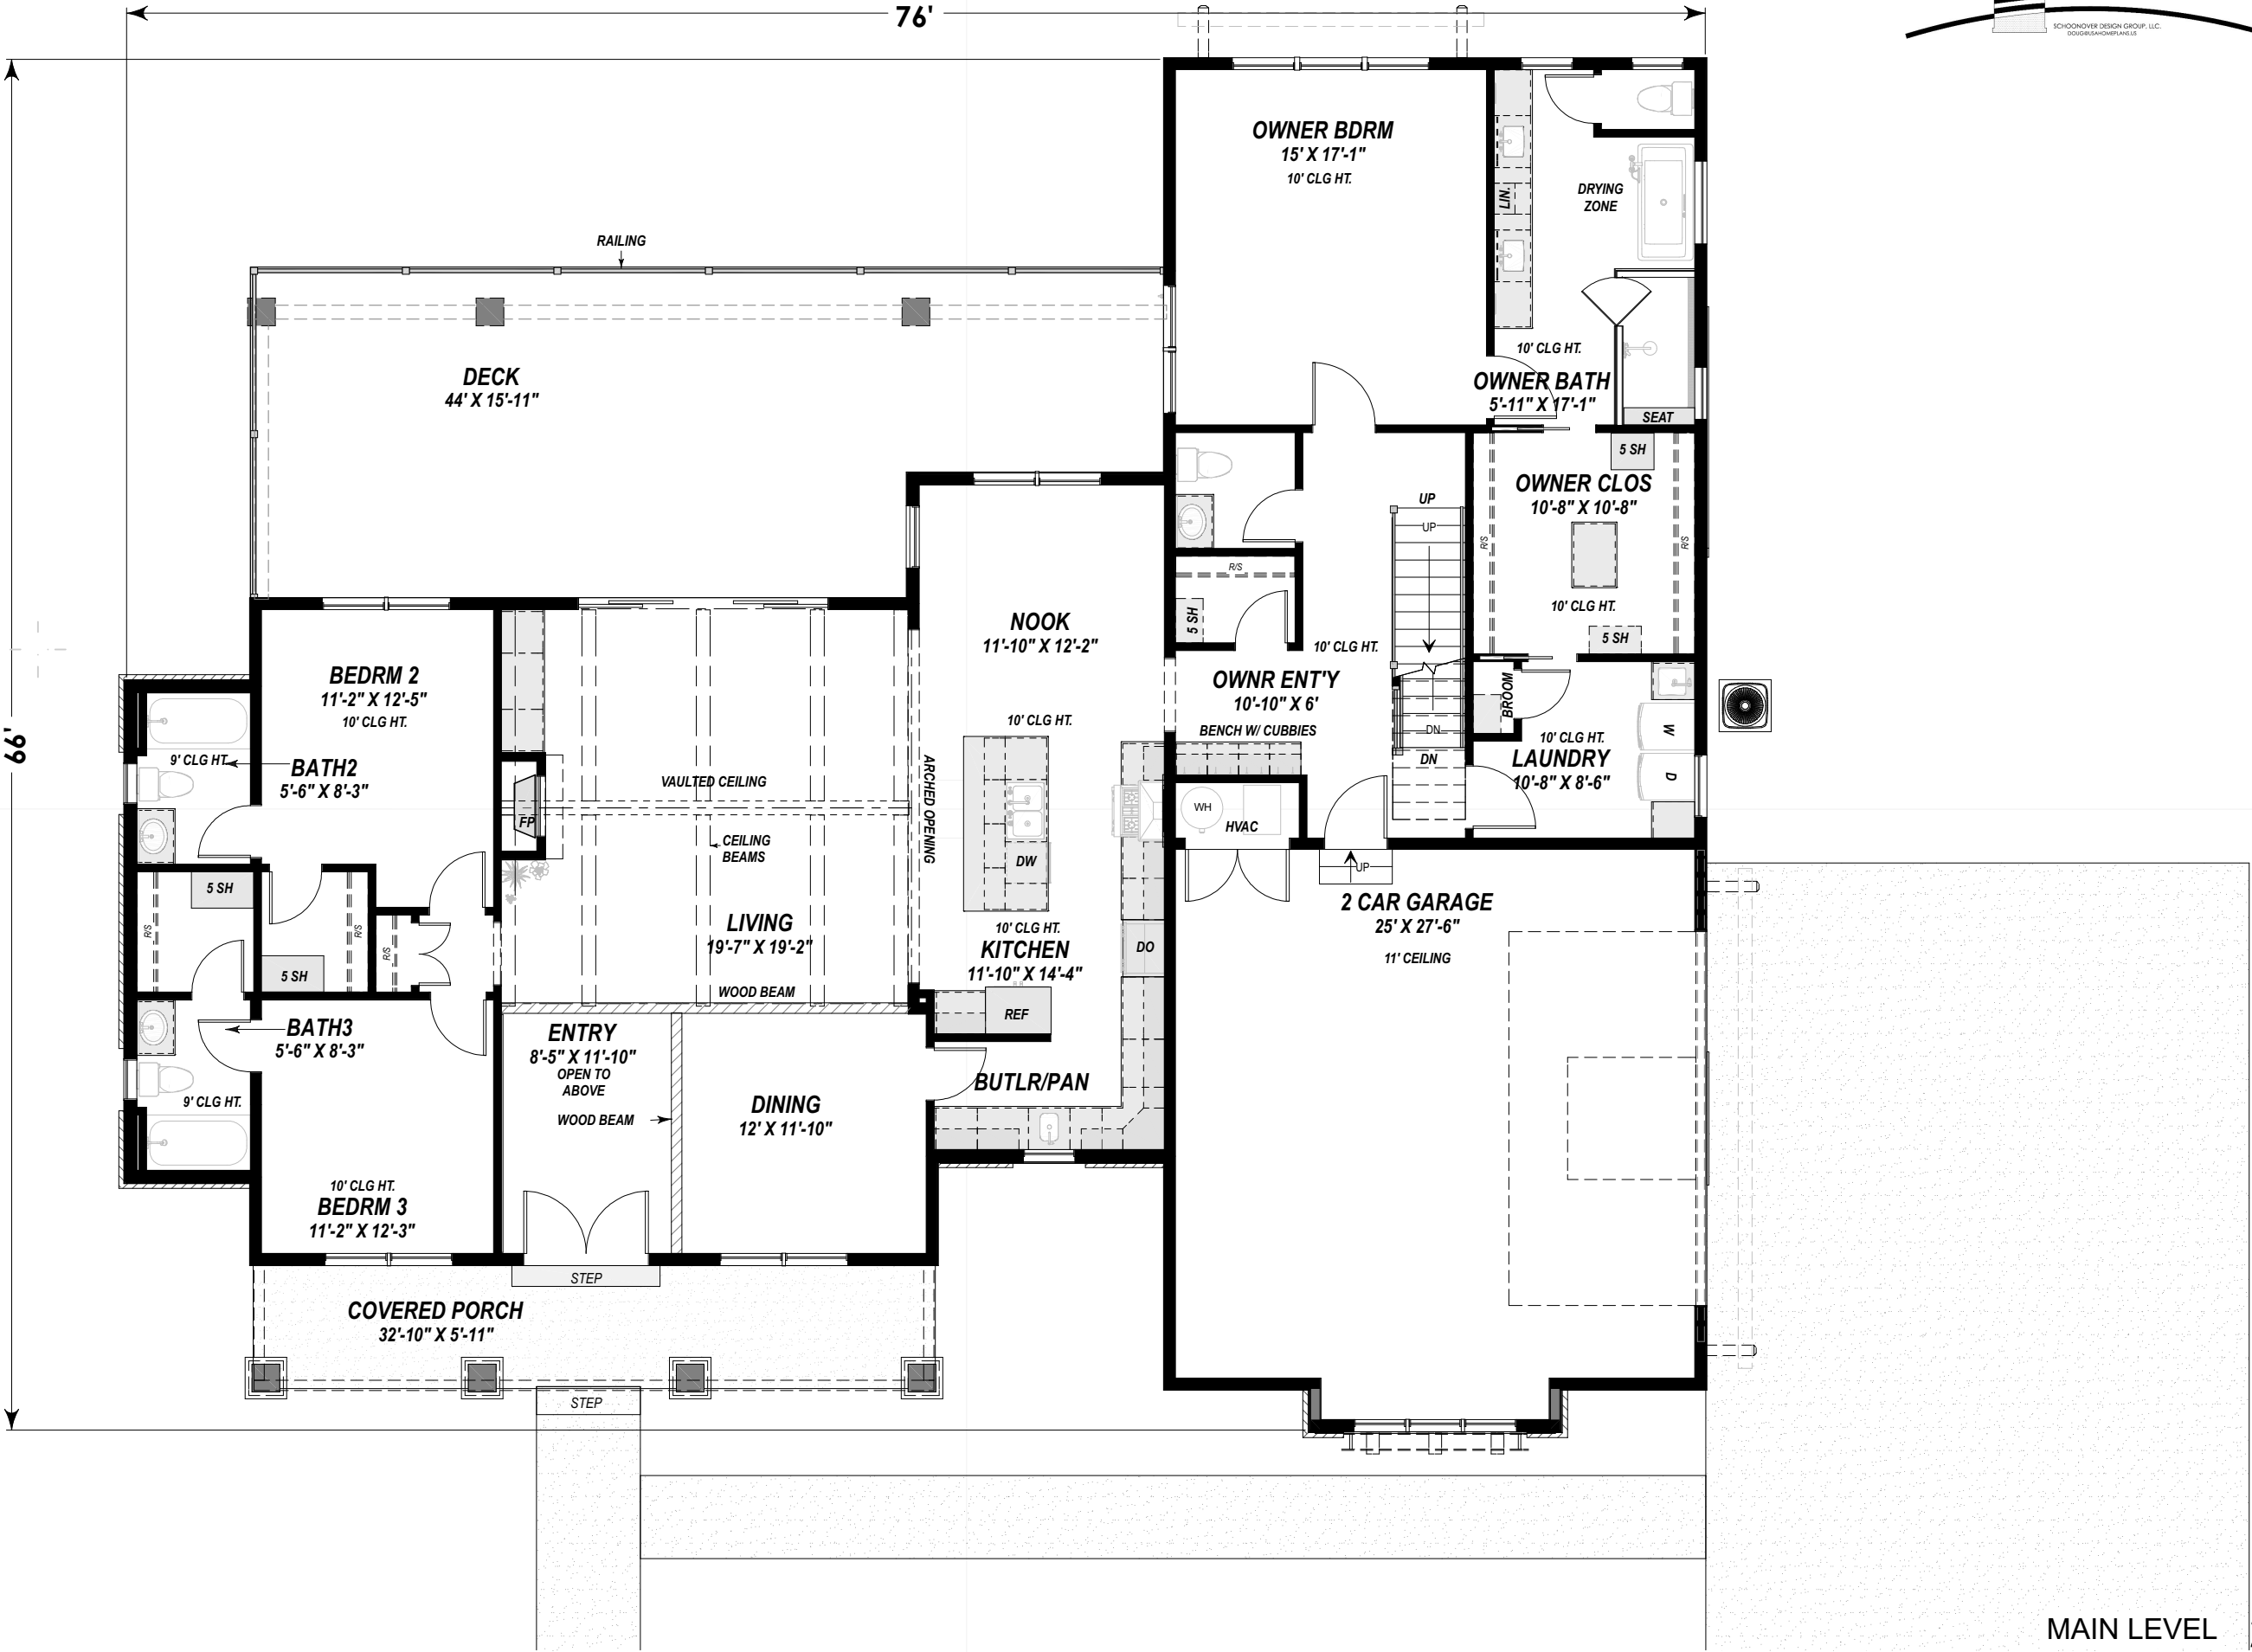 76'
SCHOONOVER DESIGN GROUP, LLC.
DOUG@USAHOMEPLANS.US
OWNER BDRM
15' X 17'-1"
10' CLG HT.
LIN.
DRYING
ZONE
RAILING
DECK
44' X 15'-11"
10' CLG HT.
OWNER BATH
5'-11" X 17'-1"
SEAT
5 SH
OWNER CLOS
10'-8" X 10'-8"
R/S
R/S
10' CLG HT.
5 SH
UP
UP
R/S
5 SH
10' CLG HT.
OWNR ENT'Y
10'-10" X 6'
BENCH W/ CUBBIES
DN
DN
BROOM
10' CLG HT.
LAUNDRY
10'-8" X 8'-6"
W
D
NOOK
11'-10" X 12'-2"
10' CLG HT.
66'
BEDRM 2
11'-2" X 12'-5"
10' CLG HT.
9' CLG HT.
BATH2
5'-6" X 8'-3"
FP
VAULTED CEILING
CEILING
BEAMS
ARCHED OPENING
DW
WH
HVAC
UP
5 SH
R/S
R/S
R/S
5 SH
LIVING
19'-7" X 19'-2"
WOOD BEAM
10' CLG HT.
KITCHEN
11'-10" X 14'-4"
DO
REF
2 CAR GARAGE
25' X 27'-6"
11' CEILING
BATH3
5'-6" X 8'-3"
9' CLG HT.
ENTRY
8'-5" X 11'-10"
OPEN TO
ABOVE
WOOD BEAM
DINING
12' X 11'-10"
BUTLR/PAN
10' CLG HT.
BEDRM 3
11'-2" X 12'-3"
STEP
COVERED PORCH
32'-10" X 5'-11"
STEP
MAIN LEVEL